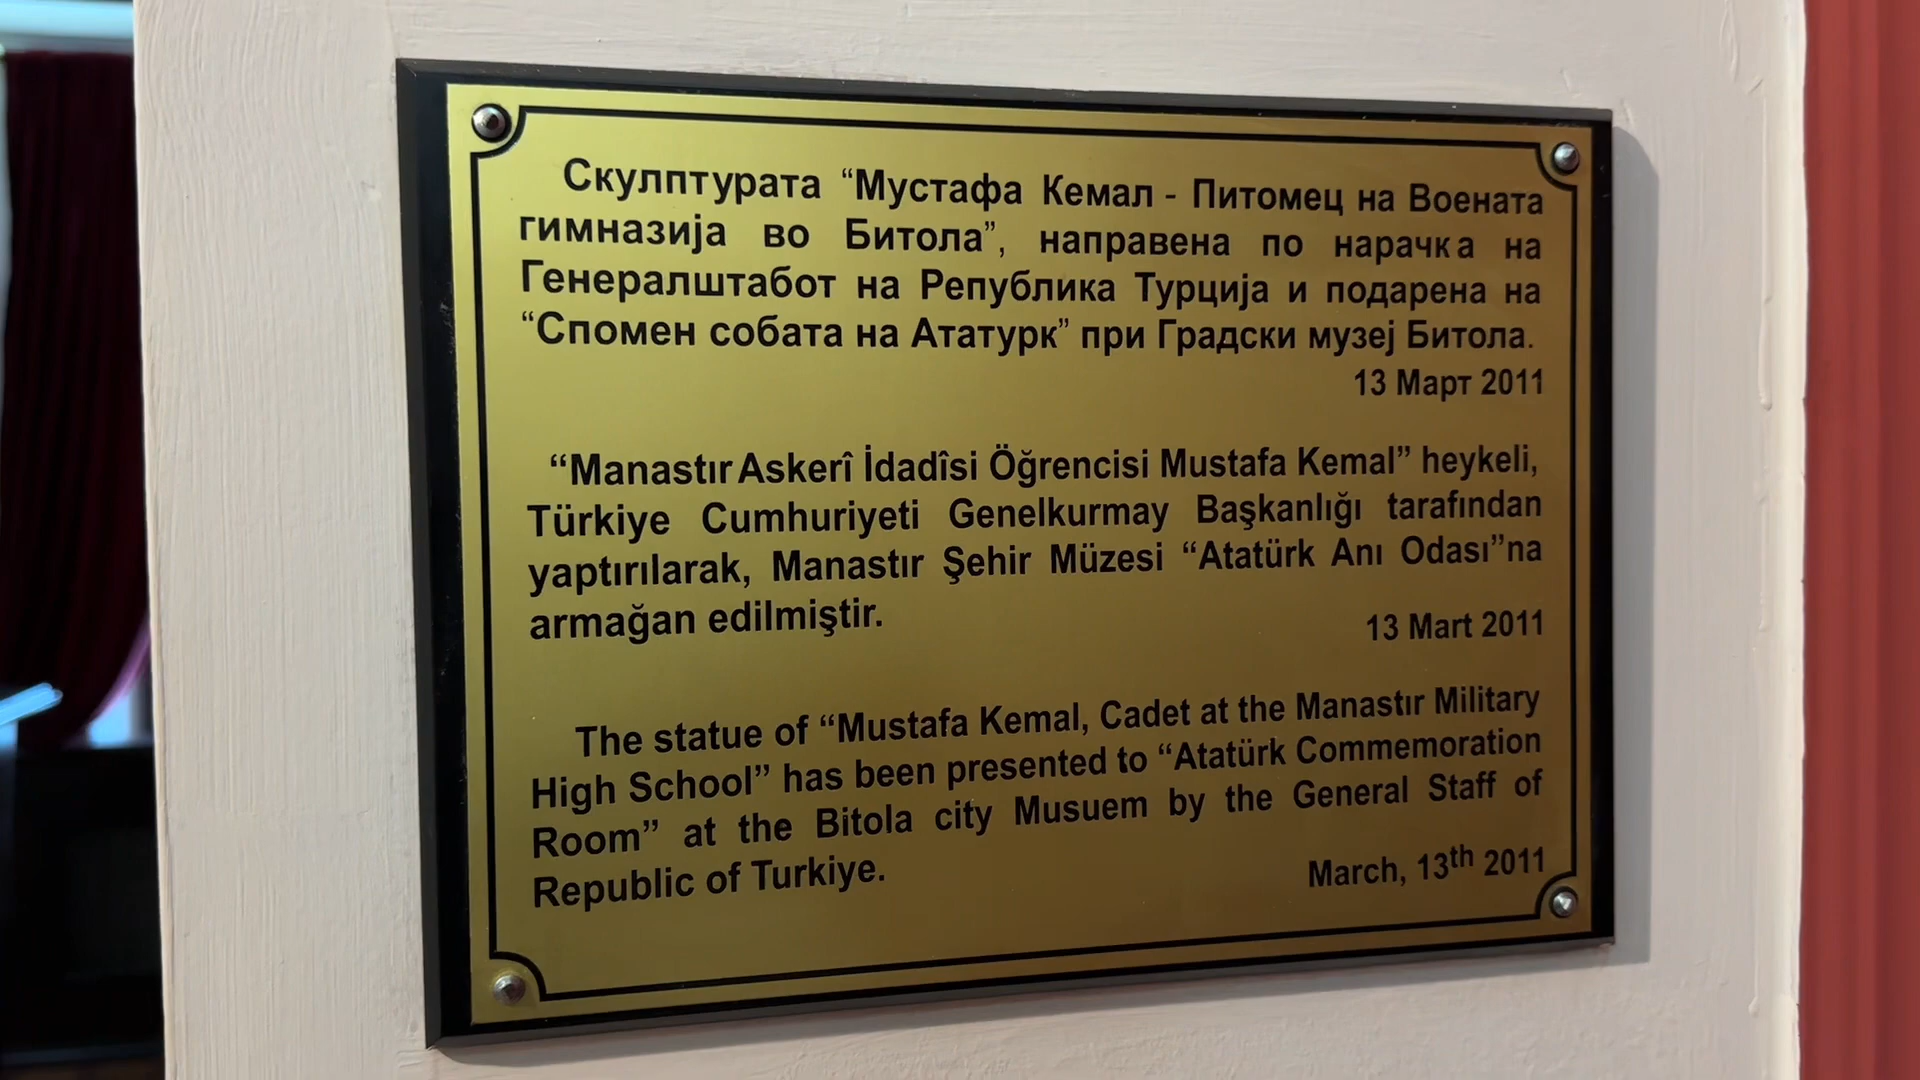 Скулптурата “Мустафа Кемал - Питомец на Воената
гимназија во Битола”, направена по нарачка на
Генералштабот на Република Турција и подарена на
“Спомен собата на Ататурк” при Градски музеј Битола.
13 Март 2011
“Manastır Askerî İdadîsi Öğrencisi Mustafa Kemal” heykeli,
Türkiye Cumhuriyeti Genelkurmay Başkanlığı tarafından
yaptırılarak, Manastır Şehir Müzesi “Atatürk Anı Odası”na
armağan edilmiştir.
13 Mart 2011
The statue of “Mustafa Kemal, Cadet at the Manastır Military
High School” has been presented to “Atatürk Commemoration
Room” at the Bitola city Musuem by the General Staff of
Republic of Turkiye.
March, 13th 2011